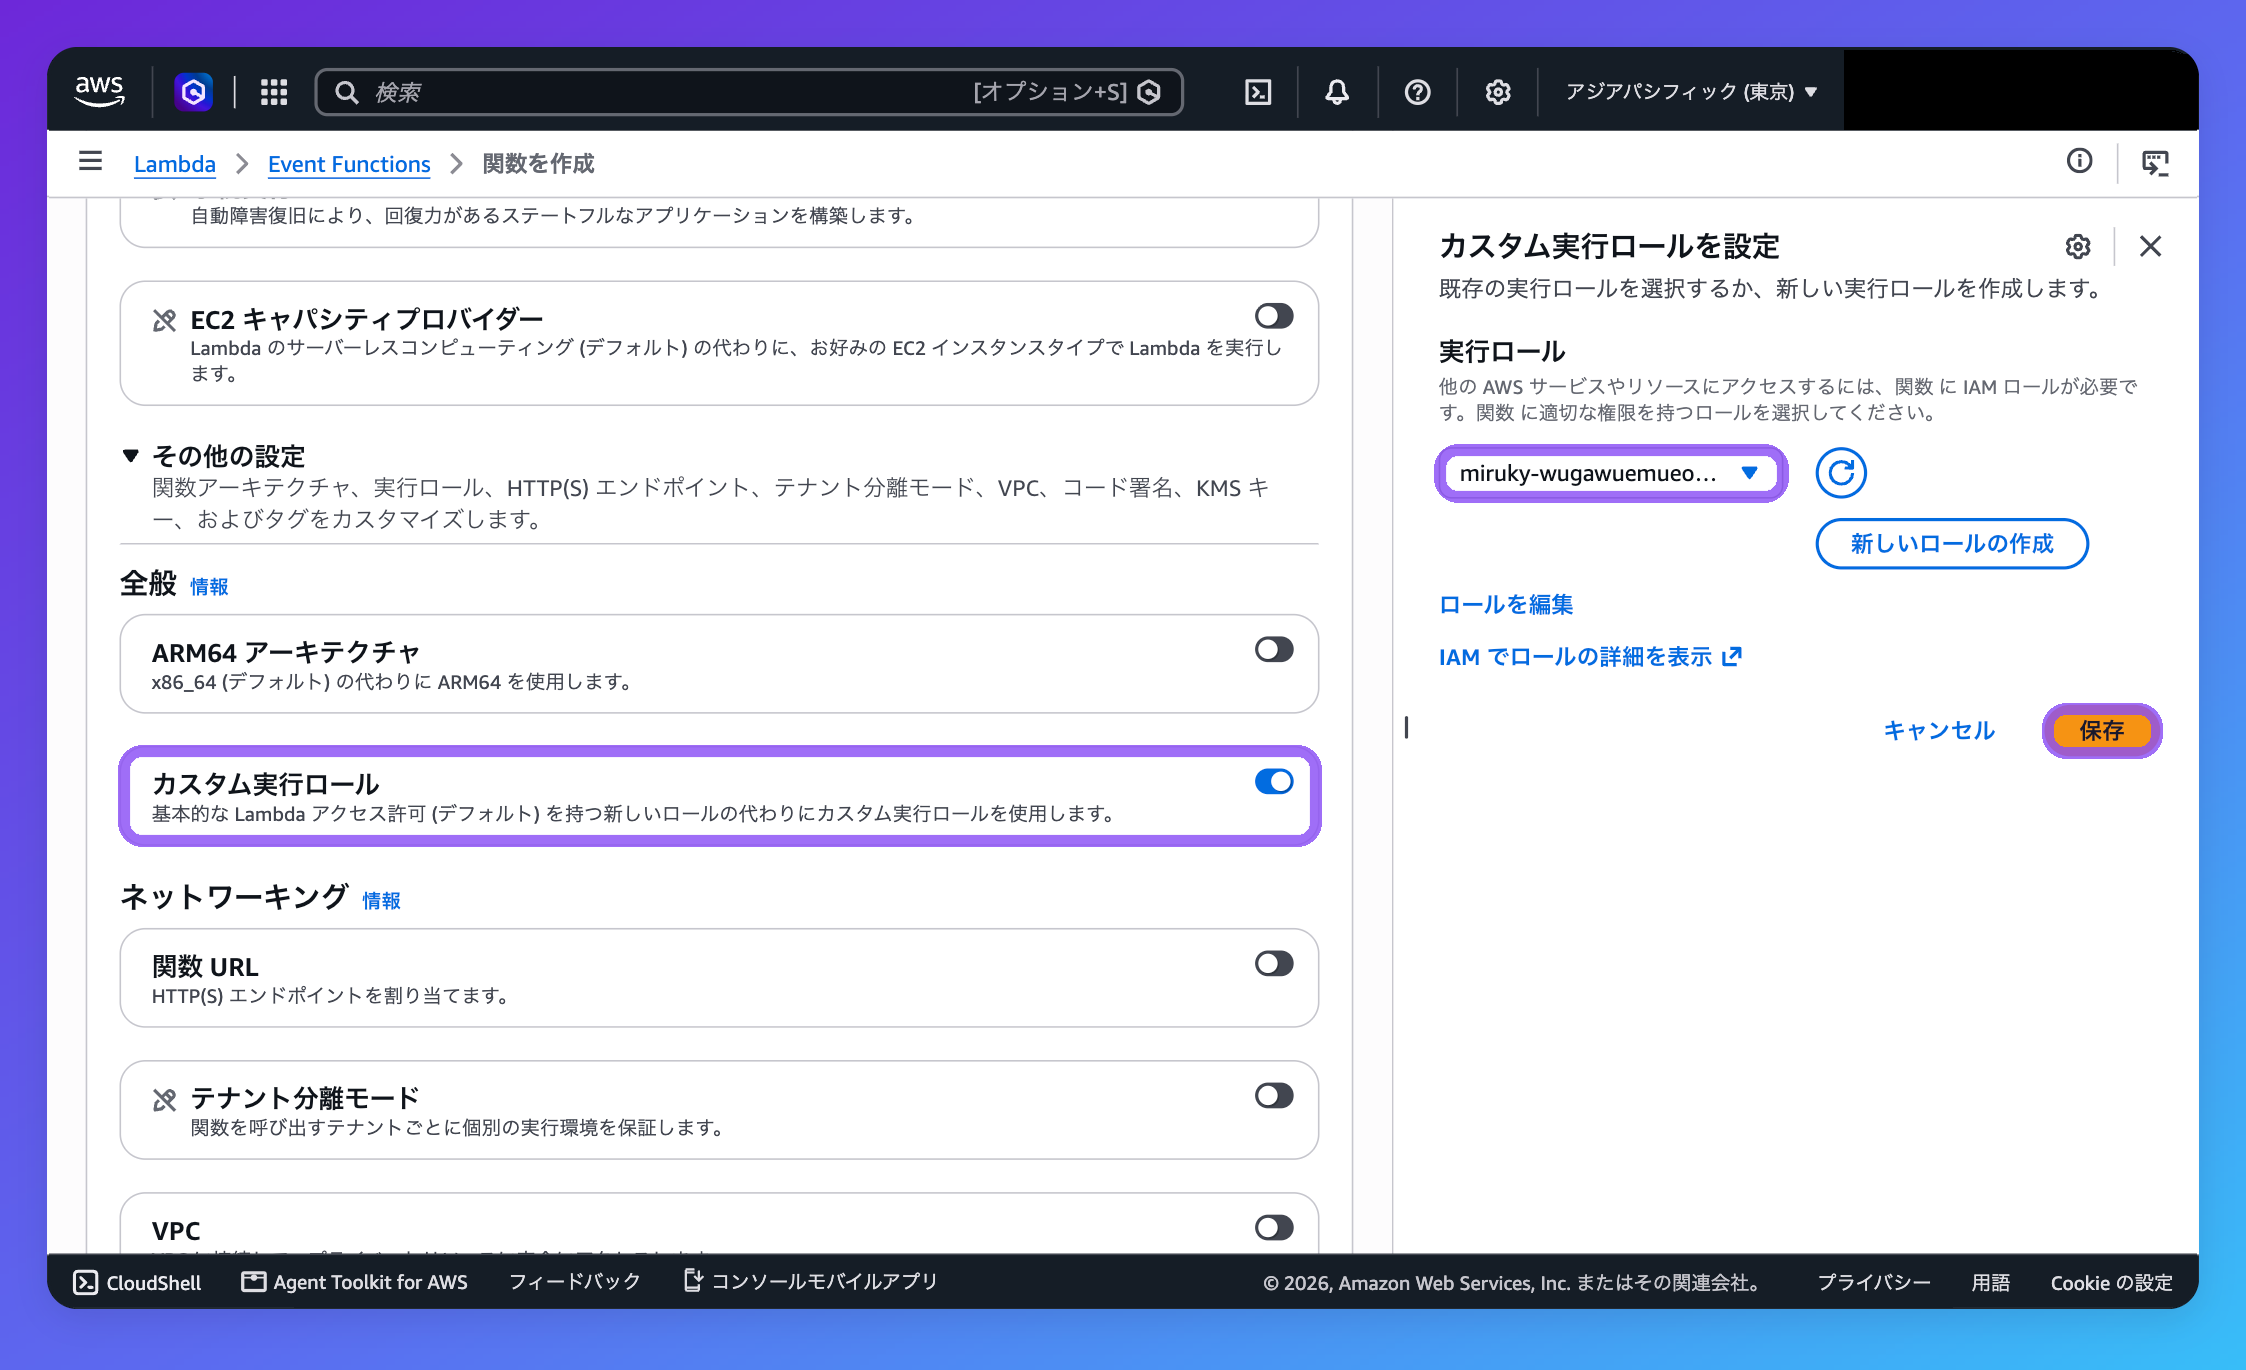 aws
検索
[オプション+S]
アジアパシフィック (東京) ▼
Lambda
Event Functions
関数を作成
自動障害復旧により、回復力があるステートフルなアプリケーションを構築します。
EC2 キャパシティプロバイダー
Lambda のサーバーレスコンピューティング (デフォルト) の代わりに、お好みの EC2 インスタンスタイプで Lambda を実行し
ます。
▼ その他の設定
関数アーキテクチャ、実行ロール、HTTP(S) エンドポイント、テナント分離モード、VPC、コード署名、KMS キ
ー、およびタグをカスタマイズします。
全般 情報
ARM64 アーキテクチャ
x86_64 (デフォルト) の代わりに ARM64 を使用します。
カスタム実行ロール
基本的な Lambda アクセス許可 (デフォルト) を持つ新しいロールの代わりにカスタム実行ロールを使用します。
ネットワーキング 情報
関数 URL
HTTP(S) エンドポイントを割り当てます。
テナント分離モード
関数を呼び出すテナントごとに個別の実行環境を保証します。
VPC
カスタム実行ロールを設定
既存の実行ロールを選択するか、新しい実行ロールを作成します。
実行ロール
他の AWS サービスやリソースにアクセスするには、関数 に IAM ロールが必要で
す。関数 に適切な権限を持つロールを選択してください。
miruky-wugawuemueo...
新しいロールの作成
ロールを編集
IAM でロールの詳細を表示
キャンセル
保存
CloudShell
Agent Toolkit for AWS
フィードバック
コンソールモバイルアプリ
© 2026, Amazon Web Services, Inc. またはその関連会社。
プライバシー
用語
Cookie の設定